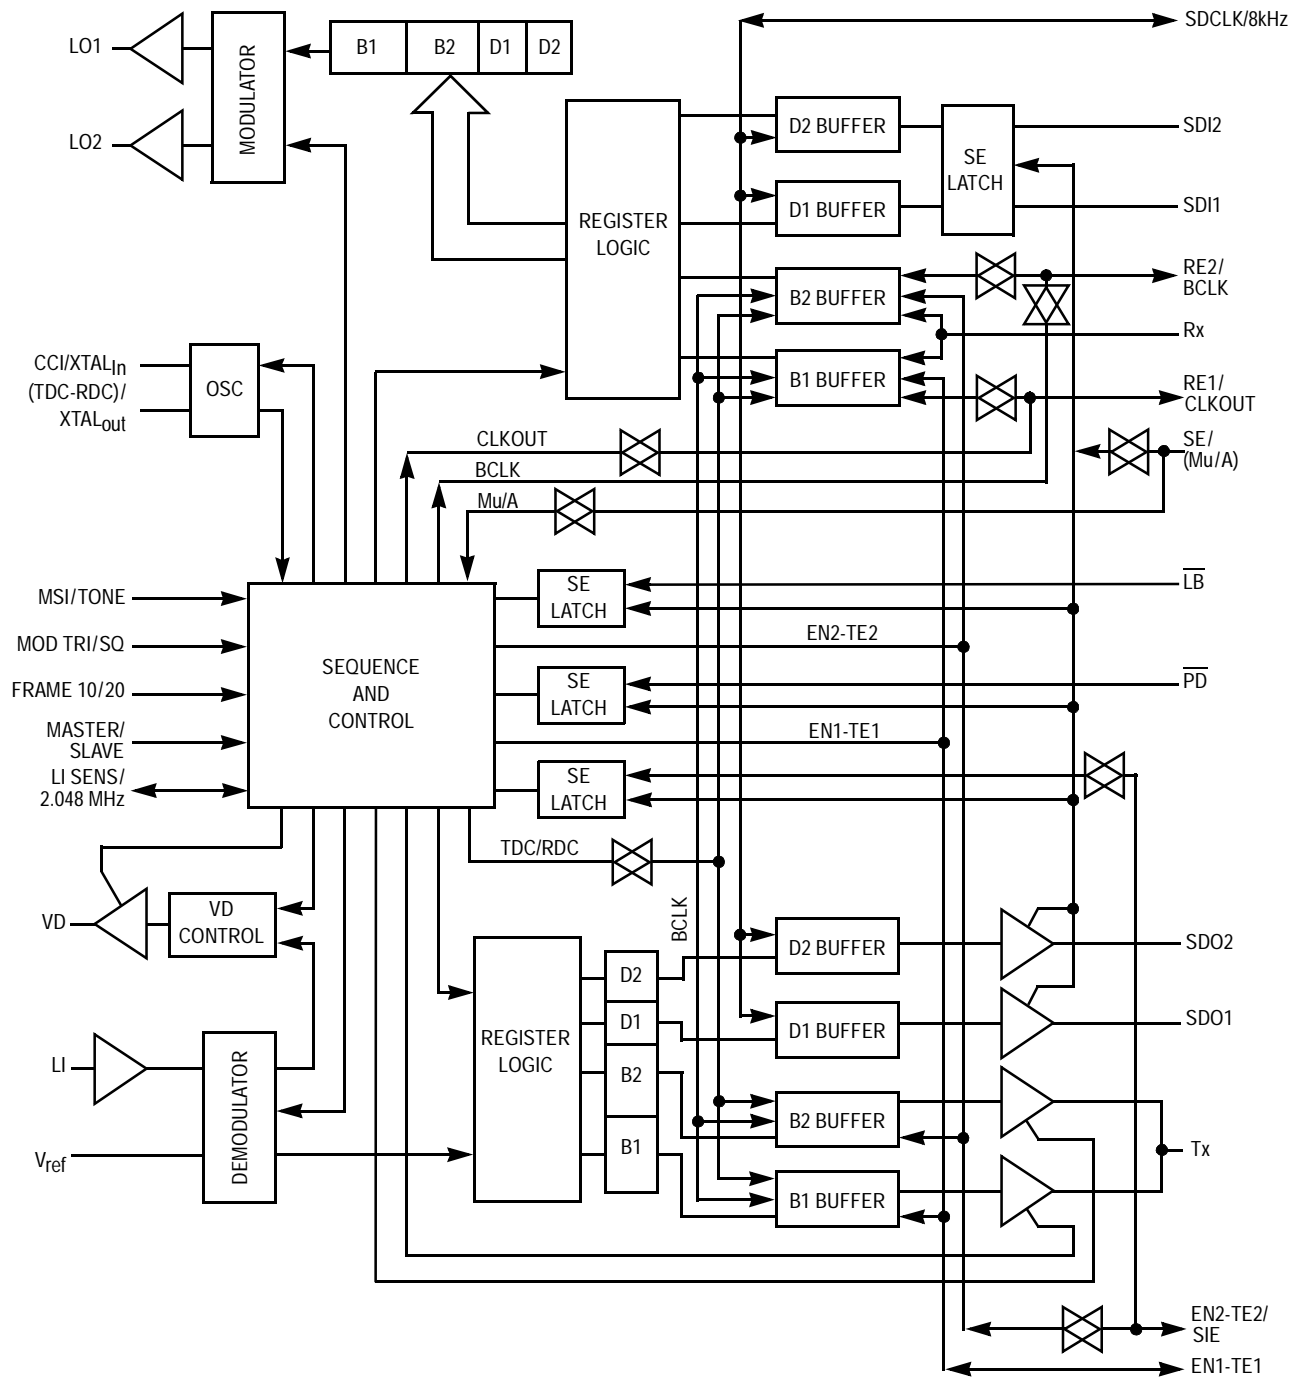 SDCLK/8kHz
LO1
MODULATOR
B1
B2
D1
D2
LO2
D2 BUFFER
SE
LATCH
SDI2
REGISTER
LOGIC
D1 BUFFER
SDI1
B2 BUFFER
RE2/
BCLK
Rx
CCI/XTALIn
(TDC-RDC)/
XTALout
OSC
B1 BUFFER
RE1/
CLKOUT
CLKOUT
SE/
(Mu/A)
BCLK
Mu/A
MSI/TONE
SE
LATCH
LB
MOD TRI/SQ
EN2-TE2
SEQUENCE
AND
CONTROL
FRAME 10/20
SE
LATCH
PD
MASTER/
SLAVE
EN1-TE1
LI SENS/
2.048 MHz
SE
LATCH
TDC/RDC
VD
VD
CONTROL
BCLK
D2 BUFFER
SDO2
D2
REGISTER
LOGIC
D1
D1 BUFFER
SDO1
LI
DEMODULATOR
B2
B2 BUFFER
Vref
B1
Tx
B1 BUFFER
EN2-TE2/
SIE
EN1-TE1